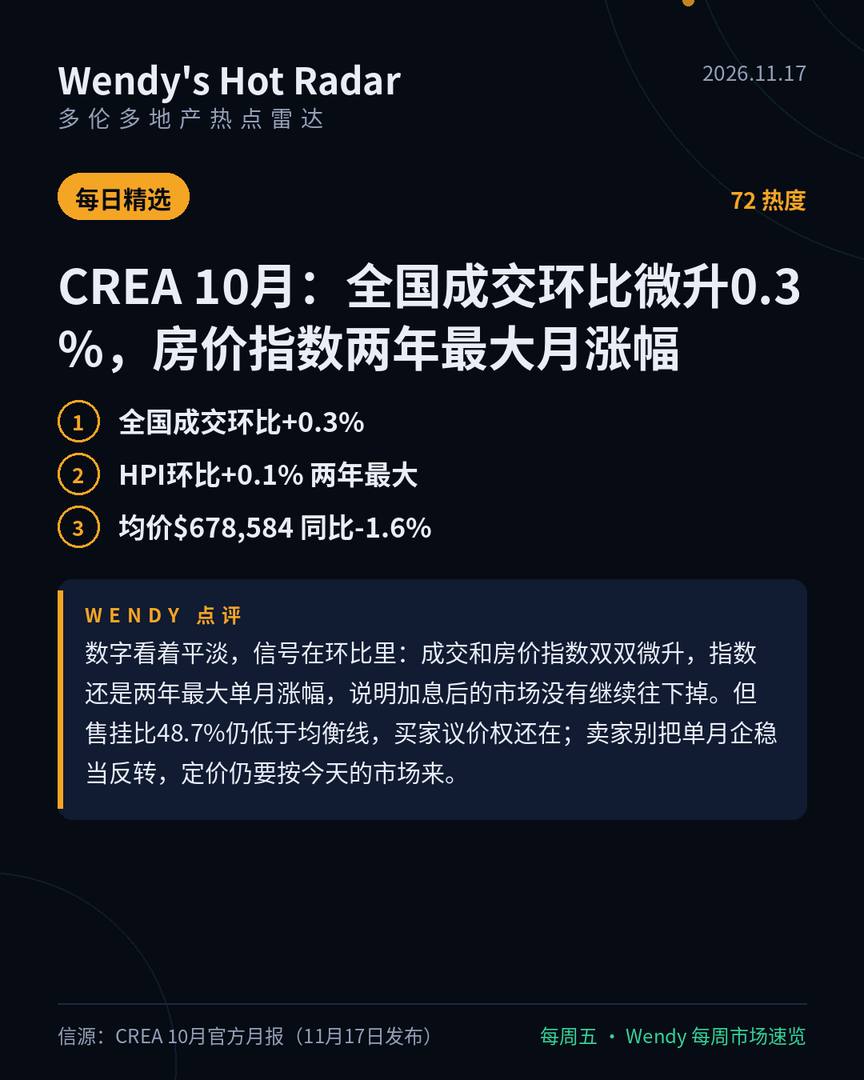 Wendy's Hot Radar
2026.11.17
多伦多地产热点雷达
每日精选
72 热度
CREA 10月：全国成交环比微升0.3
%，房价指数两年最大月涨幅
1 全国成交环比+0.3%
2 HPI环比+0.1% 两年最大
3 均价$678,584 同比-1.6%
WENDY 点评
数字看着平淡，信号在环比里：成交和房价指数双双微升，指数
还是两年最大单月涨幅，说明加息后的市场没有继续往下掉。但
售挂比48.7%仍低于均衡线，买家议价权还在；卖家别把单月企稳
当反转，定价仍要按今天的市场来。
信源：CREA 10月官方月报（11月17日发布）
每周五 · Wendy 每周市场速览